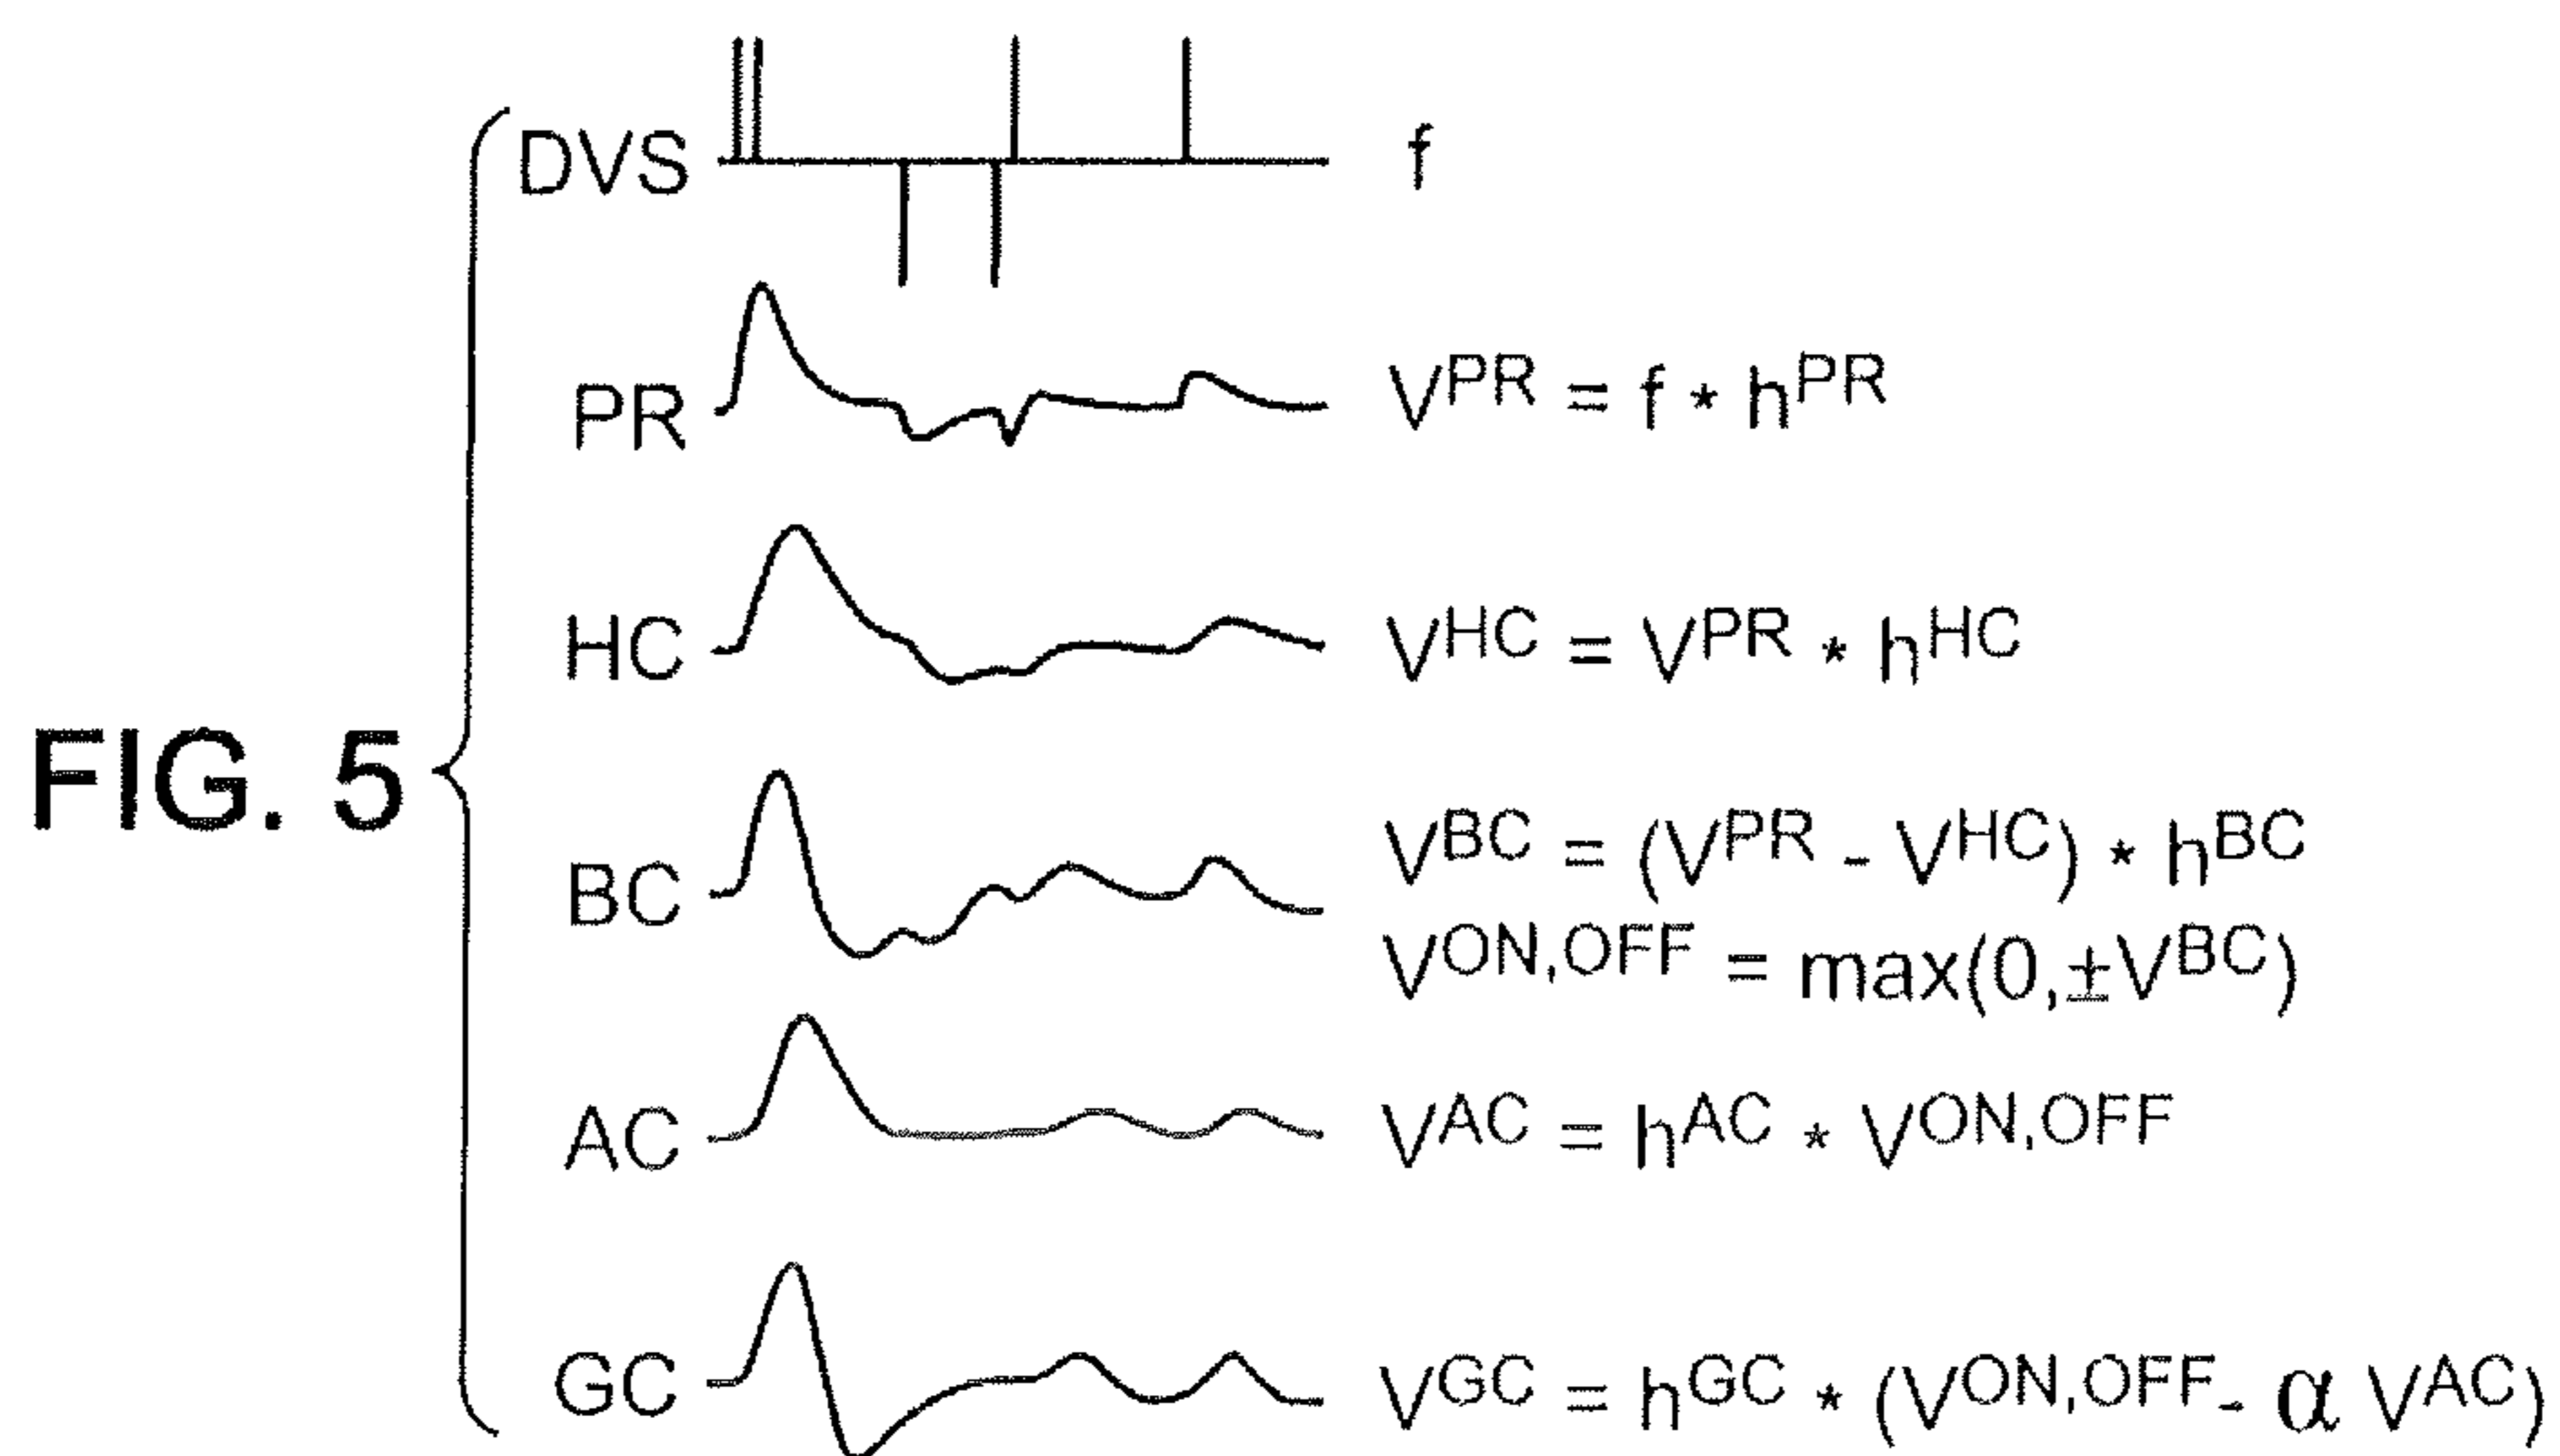 DVS f
PR V^PR = f * h^PR
HC V^HC = V^PR * h^HC
FIG. 5
BC V^BC = (V^PR - V^HC) * h^BC
V^ON,OFF = max(0,±V^BC)
AC V^AC = h^AC * V^ON,OFF
GC V^GC = h^GC * (V^ON,OFF - α V^AC)